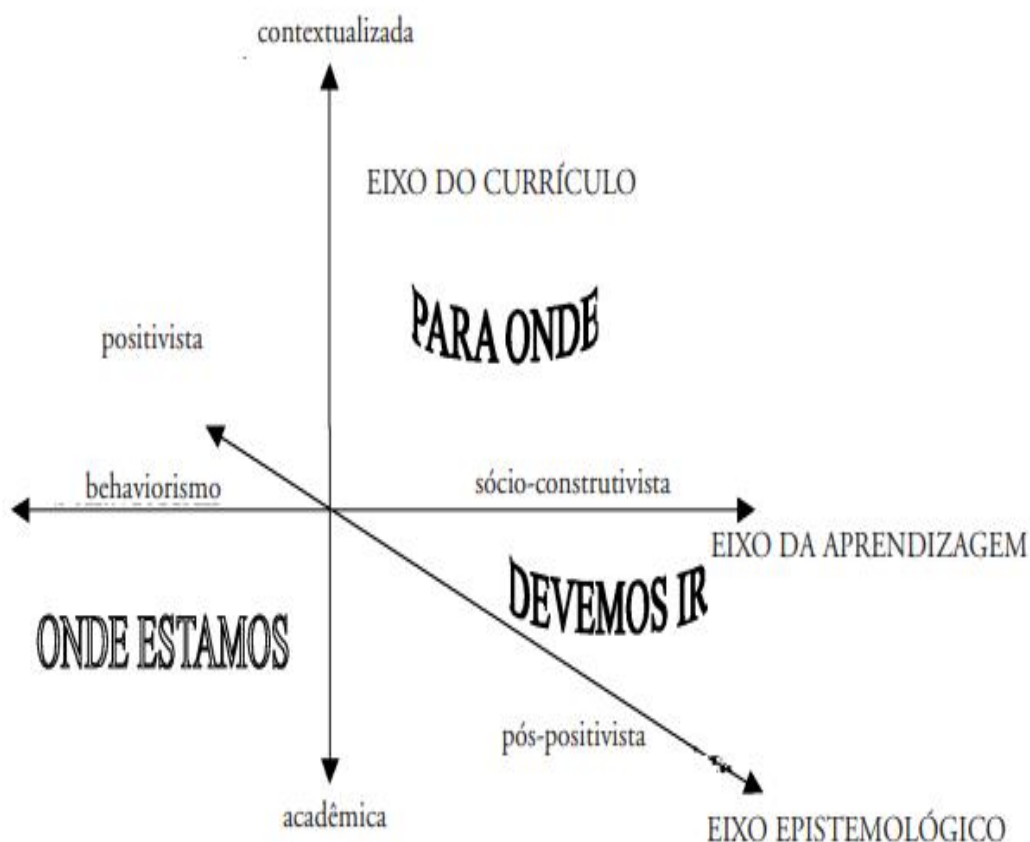 contextualizada
EIXO DO CURRÍCULO
PARA ONDE
positivista
behaviorismo
sócio-construtivista
EIXO DA APRENDIZAGEM
DEVEMOS IR
ONDE ESTAMOS
pós-positivista
acadêmica
EIXO EPISTEMOLÓGICO